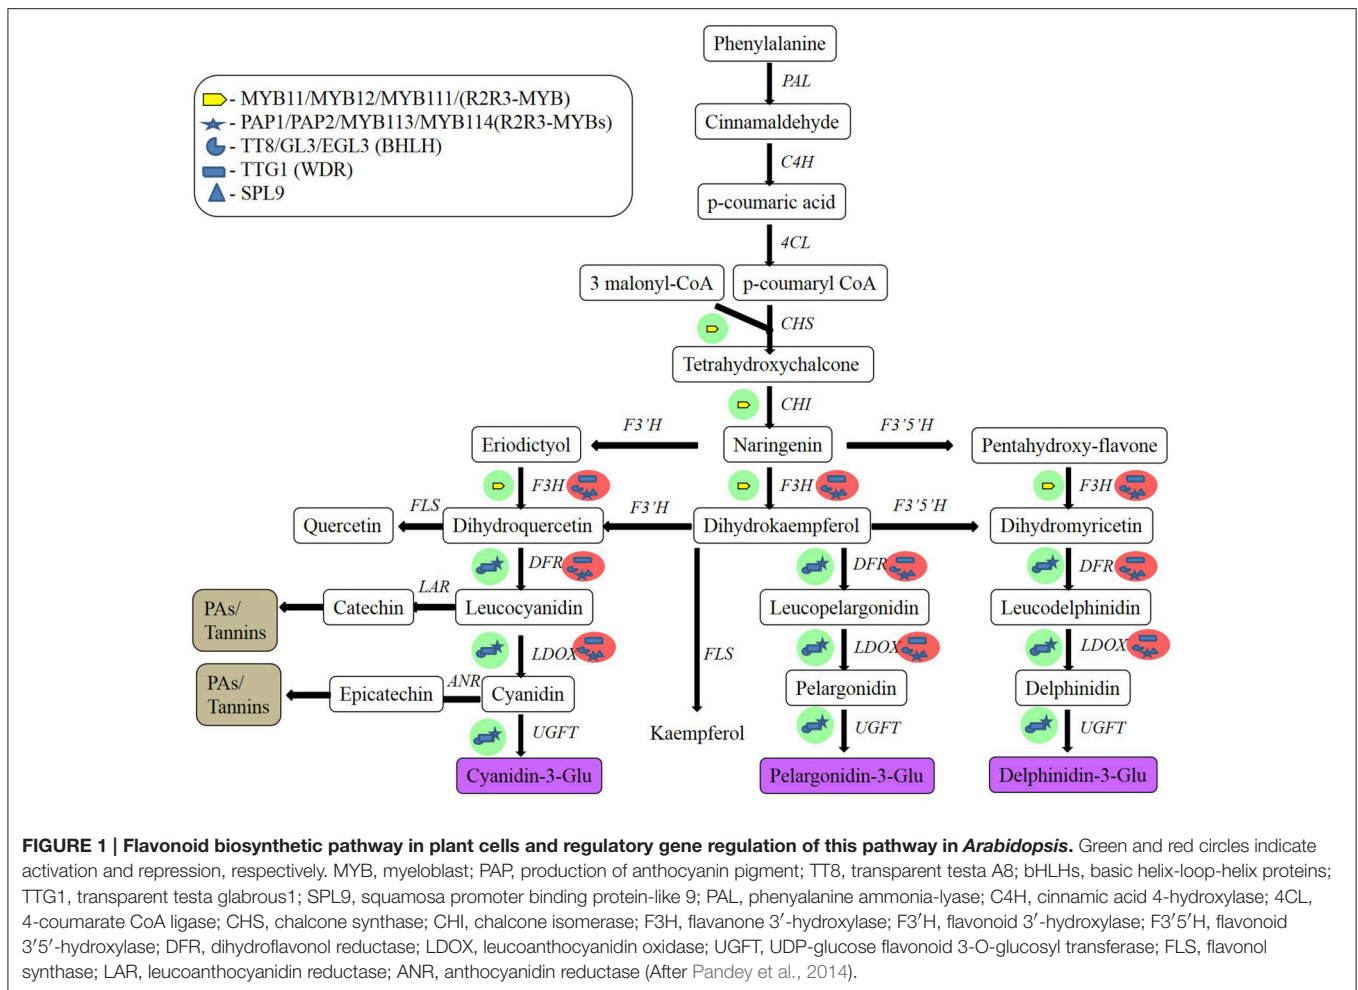 Phenylalanine
PAL
- MYB11/MYB12/MYB111/(R2R3-MYB)
- PAP1/PAP2/MYB113/MYB114(R2R3-MYBs)
- TT8/GL3/EGL3 (BHLH)
- TTG1 (WDR)
- SPL9
Cinnamaldehyde
C4H
p-coumaric acid
4CL
3 malonyl-CoA p-coumaryl CoA
CHS
Tetrahydroxychalcone
CHI
F3'H F3'5'H
Eriodictyol Naringenin Pentahydroxy-flavone
F3H F3H F3H
FLS F3'H F3'5'H
Quercetin Dihydroquercetin Dihydrokaempferol Dihydromyricetin
DFR DFR DFR
LAR
PAs/
Tannins
Catechin Leucocyanidin Leucopelargonidin Leucodelphinidin
LDOX FLS LDOX LDOX
PAs/
Tannins
Epicatechin ANR Cyanidin Pelargonidin Delphinidin
UGFT Kaempferol UGFT UGFT
Cyanidin-3-Glu Pelargonidin-3-Glu Delphinidin-3-Glu
FIGURE 1 | Flavonoid biosynthetic pathway in plant cells and regulatory gene regulation of this pathway in Arabidopsis. Green and red circles indicate
activation and repression, respectively. MYB, myeloblast; PAP, production of anthocyanin pigment; TT8, transparent testa A8; bHLHs, basic helix-loop-helix proteins;
TTG1, transparent testa glabrous1; SPL9, squamosa promoter binding protein-like 9; PAL, phenyalanine ammonia-lyase; C4H, cinnamic acid 4-hydroxylase; 4CL,
4-coumarate CoA ligase; CHS, chalcone synthase; CHI, chalcone isomerase; F3H, flavanone 3′-hydroxylase; F3′H, flavonoid 3′-hydroxylase; F3′5′H, flavonoid
3′5′-hydroxylase; DFR, dihydroflavonol reductase; LDOX, leucoanthocyanidin oxidase; UGFT, UDP-glucose flavonoid 3-O-glucosyl transferase; FLS, flavonol
synthase; LAR, leucoanthocyanidin reductase; ANR, anthocyanidin reductase (After Pandey et al., 2014).